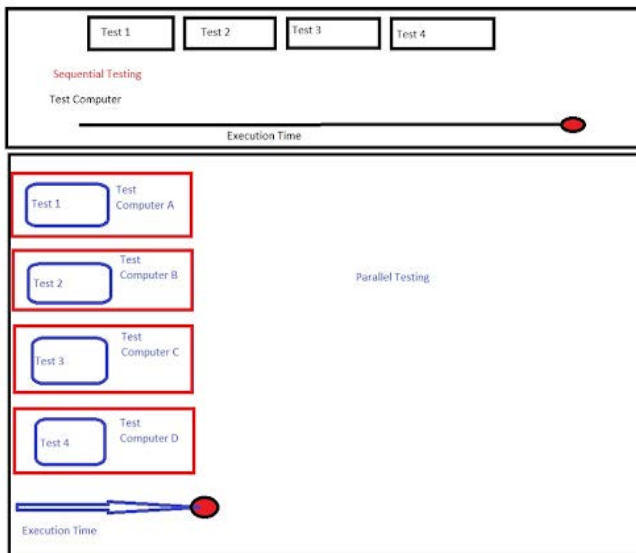 Test 1
Test 2
Test 3
Test 4
Sequential Testing
Test Computer
Execution Time
Test 1
Test
Computer A
Test 2
Test
Computer B
Parallel Testing
Test 3
Test
Computer C
Test 4
Test
Computer D
Execution Time